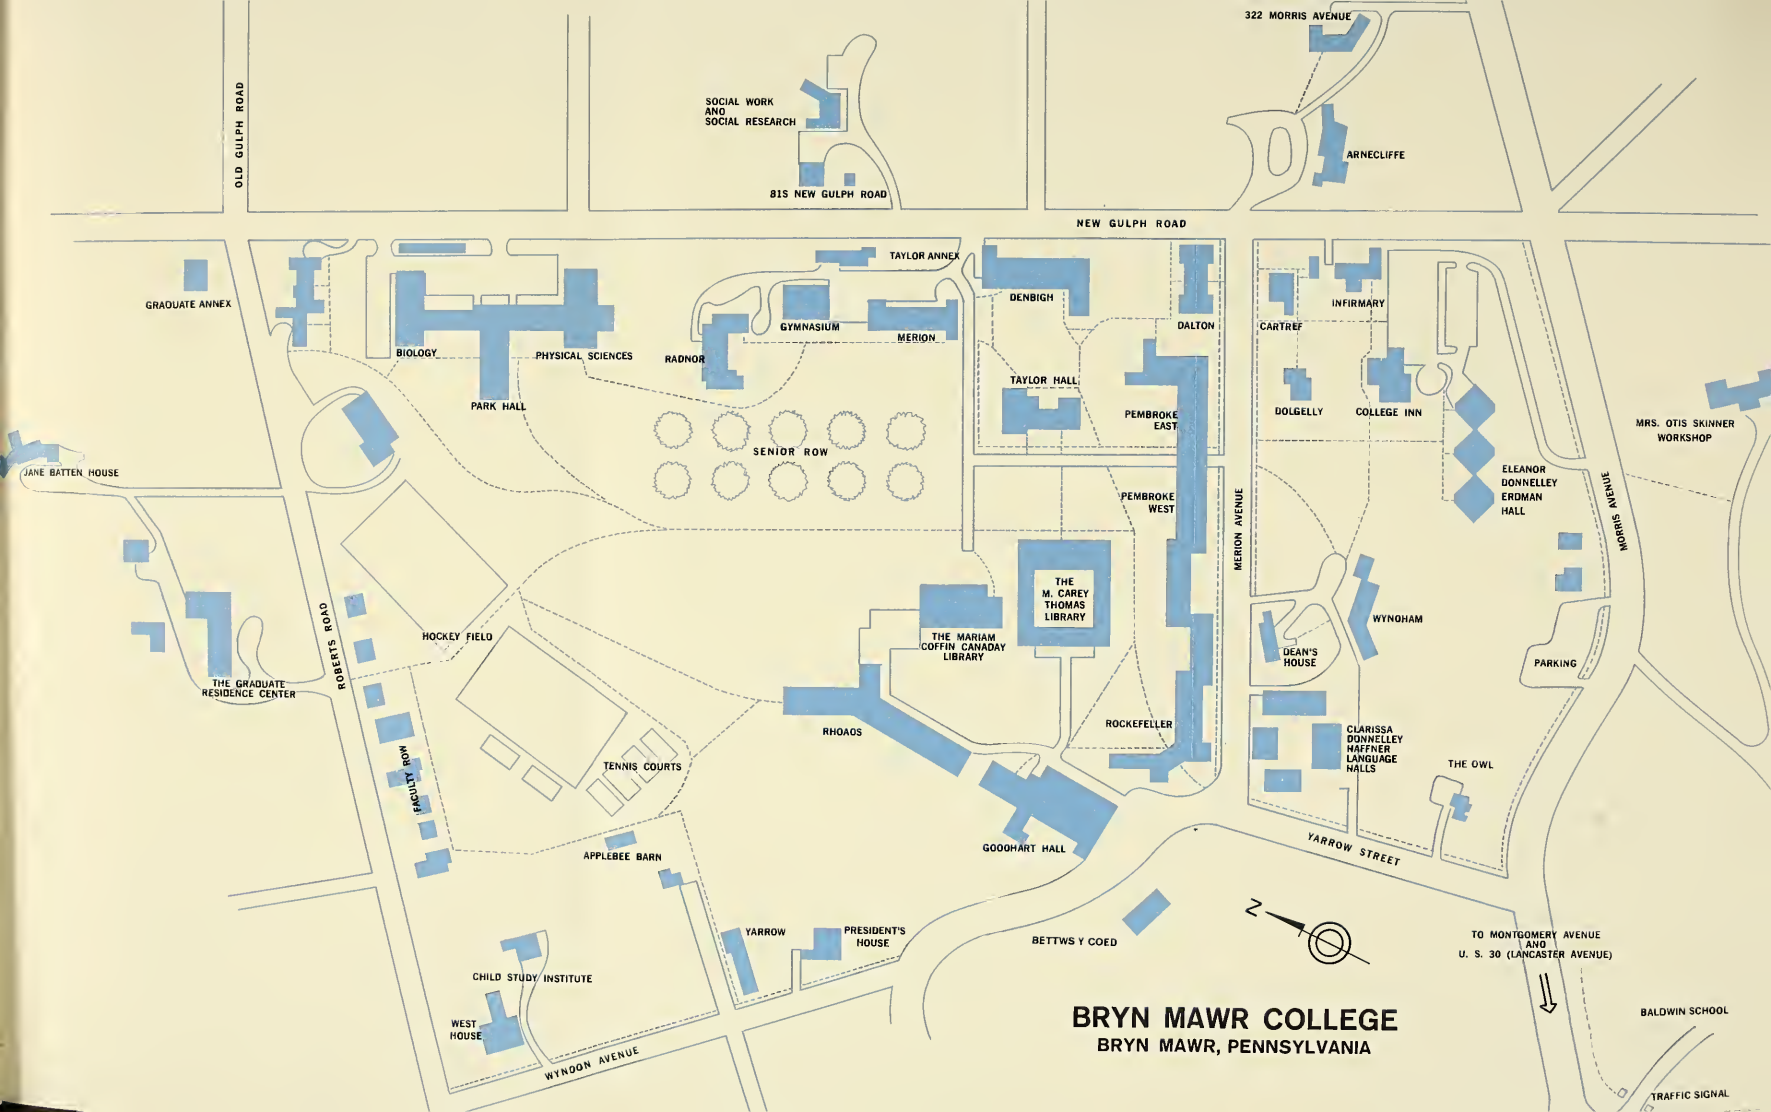 322 MORRIS AVENUE
OLD GULPH ROAD
SOCIAL WORK
AND
SOCIAL RESEARCH
ARNECLIFFE
81S NEW GULPH ROAD
NEW GULPH ROAD
TAYLOR ANNEX
GRADUATE ANNEX
DENBIGH
INFIRMARY
GYMNASIUM
MERION
DALTON
CARTREF
BIOLOGY
PHYSICAL SCIENCES
RADNOR
TAYLOR HALL
PARK HALL
DOLGELLY
COLLEGE INN
PEMBROKE
EAST
MRS. OTIS SKINNER
WORKSHOP
SENIOR ROW
JANE BATTEN HOUSE
ELEANOR
DONNELLEY
ERDMAN
HALL
PEMBROKE
WEST
MERION AVENUE
MORRIS AVENUE
THE
M. CAREY
THOMAS
LIBRARY
ROBERTS ROAD
HOCKEY FIELD
THE MARIAM
COFFIN CANADAY
LIBRARY
WYNOHAM
DEAN'S
HOUSE
PARKING
THE GRADUATE
RESIDENCE CENTER
RHOAOS
ROCKEFELLER
CLARISSA
DONNELLEY
HAFFNER
LANGUAGE
HALLS
THE OWL
FACULTY ROW
TENNIS COURTS
GOOOHART HALL
YARROW STREET
APPLEBEE BARN
N
YARROW
PRESIDENT'S
HOUSE
BETTWS Y COED
TO MONTGOMERY AVENUE
AND
U. S. 30 (LANCASTER AVENUE)
CHILD STUDY INSTITUTE
WEST
HOUSE
WYNOON AVENUE
BRYN MAWR COLLEGE
BRYN MAWR, PENNSYLVANIA
BALDWIN SCHOOL
TRAFFIC SIGNAL